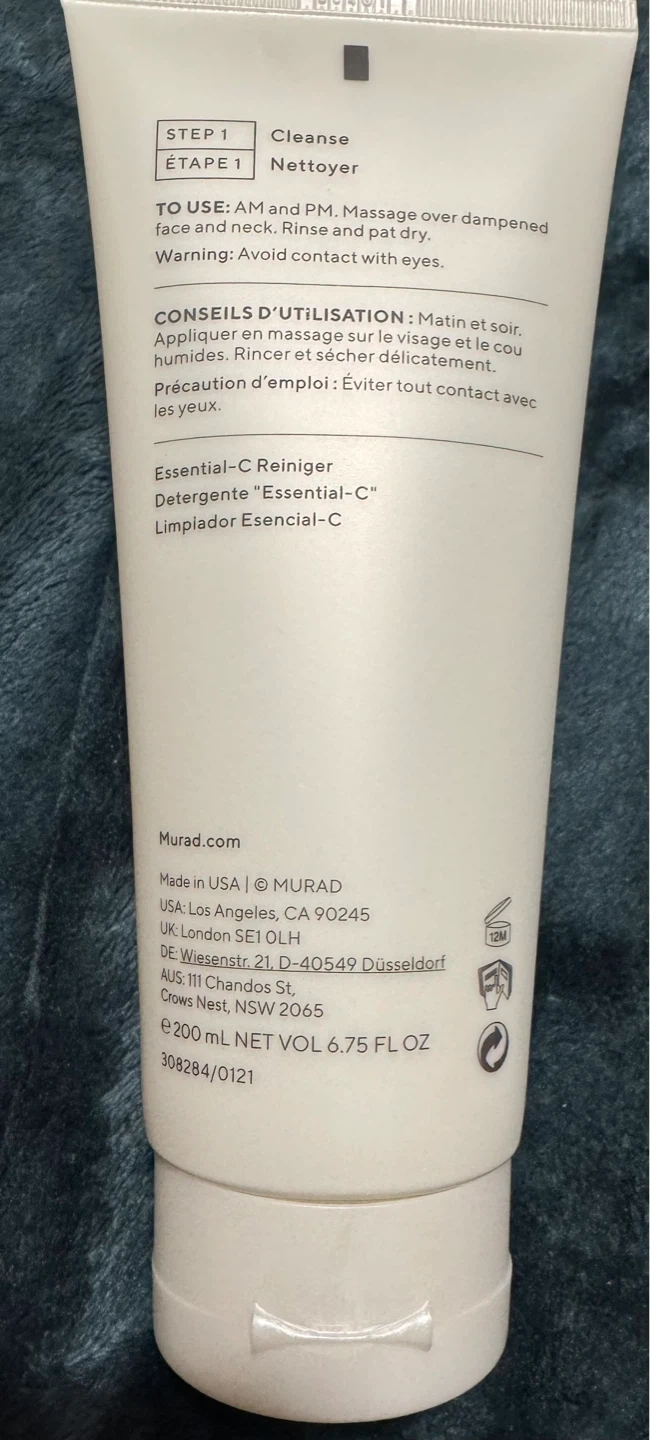 STEP 1 Cleanse
ÉTAPE 1 Nettoyer
TO USE: AM and PM. Massage over dampened
face and neck. Rinse and pat dry.
Warning: Avoid contact with eyes.
CONSEILS D'UTiLISATION : Matin et soir.
Appliquer en massage sur le visage et le cou
humides. Rincer et sécher délicatement.
Précaution d'emploi : Éviter tout contact avec
les yeux.
Essential-C Reiniger
Detergente "Essential-C"
Limpiador Esencial-C
Murad.com
Made in USA | © MURAD
USA: Los Angeles, CA 90245
UK: London SE1 0LH
DE: Wiesenstr. 21, D-40549 Düsseldorf
AUS: 111 Chandos St,
Crows Nest, NSW 2065
12M
℮ 200 mL NET VOL 6.75 FL OZ
308284/0121